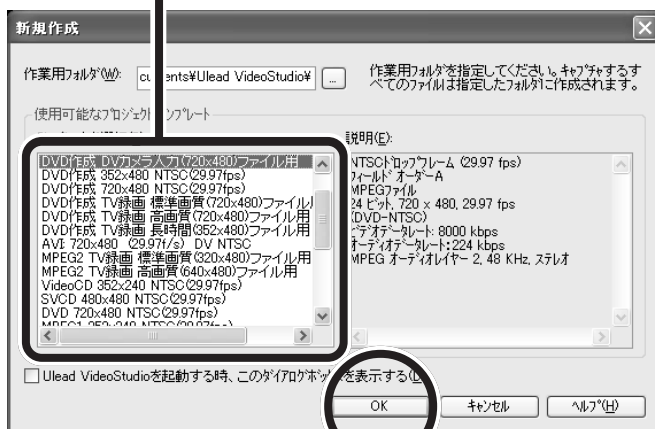 新規作成
作業用フォルダ(W):
cu
ents¥Ulead VideoStudio¥
...
作業用フォルダを指定してください。キャプチャするす
べてのファイルは指定したフォルダに作成されます。
使用可能なプロジェクト
ンプレート
DVD作成 DVカメラ入力(720x480)ファイル用
DVD作成 352x480 NTSC(29.97fps)
DVD作成 720x480 NTSC(29.97fps)
DVD作成 TV録画 標準画質(720x480)ファイル
DVD作成 TV録画 高画質(720x480)ファイル用
DVD作成 TV録画 長時間(352x480)ファイル用
AVI: 720x480 (29.97f/s) DV NTSC
MPEG2 TV録画 標準画質(320x480)ファイル用
MPEG2 TV録画 高画質(640x480)ファイル用
VideoCD 352x240 NTSC(29.97fps)
SVCD 480x480 NTSC(29.97fps)
DVD 720x480 NTSC(29.97fps)
MPEG1 352x240 NTSC(29.97fps)
説明(E):
NTSCドロップフレーム (29.97 fps)
フィールド オーダーA
MPEGファイル
24 ビット, 720 x 480, 29.97 fps
(DVD-NTSC)
ビデオデータレート: 8000 kbps
オーディオデータレート: 224 kbps
MPEG オーディオレイヤー 2, 48 KHz, ステレオ
Ulead VideoStudioを起動する時、このダイアログボッ
を表示する(
OK
キャンセル
ヘルプ(H)